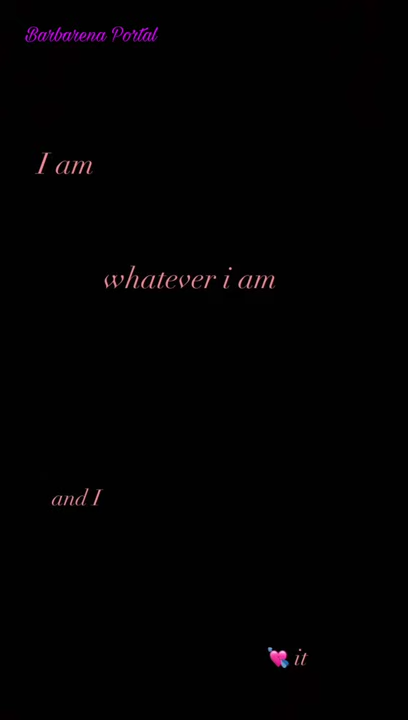 Barbarena Portal
I am
whatever i am
and I
💘 it